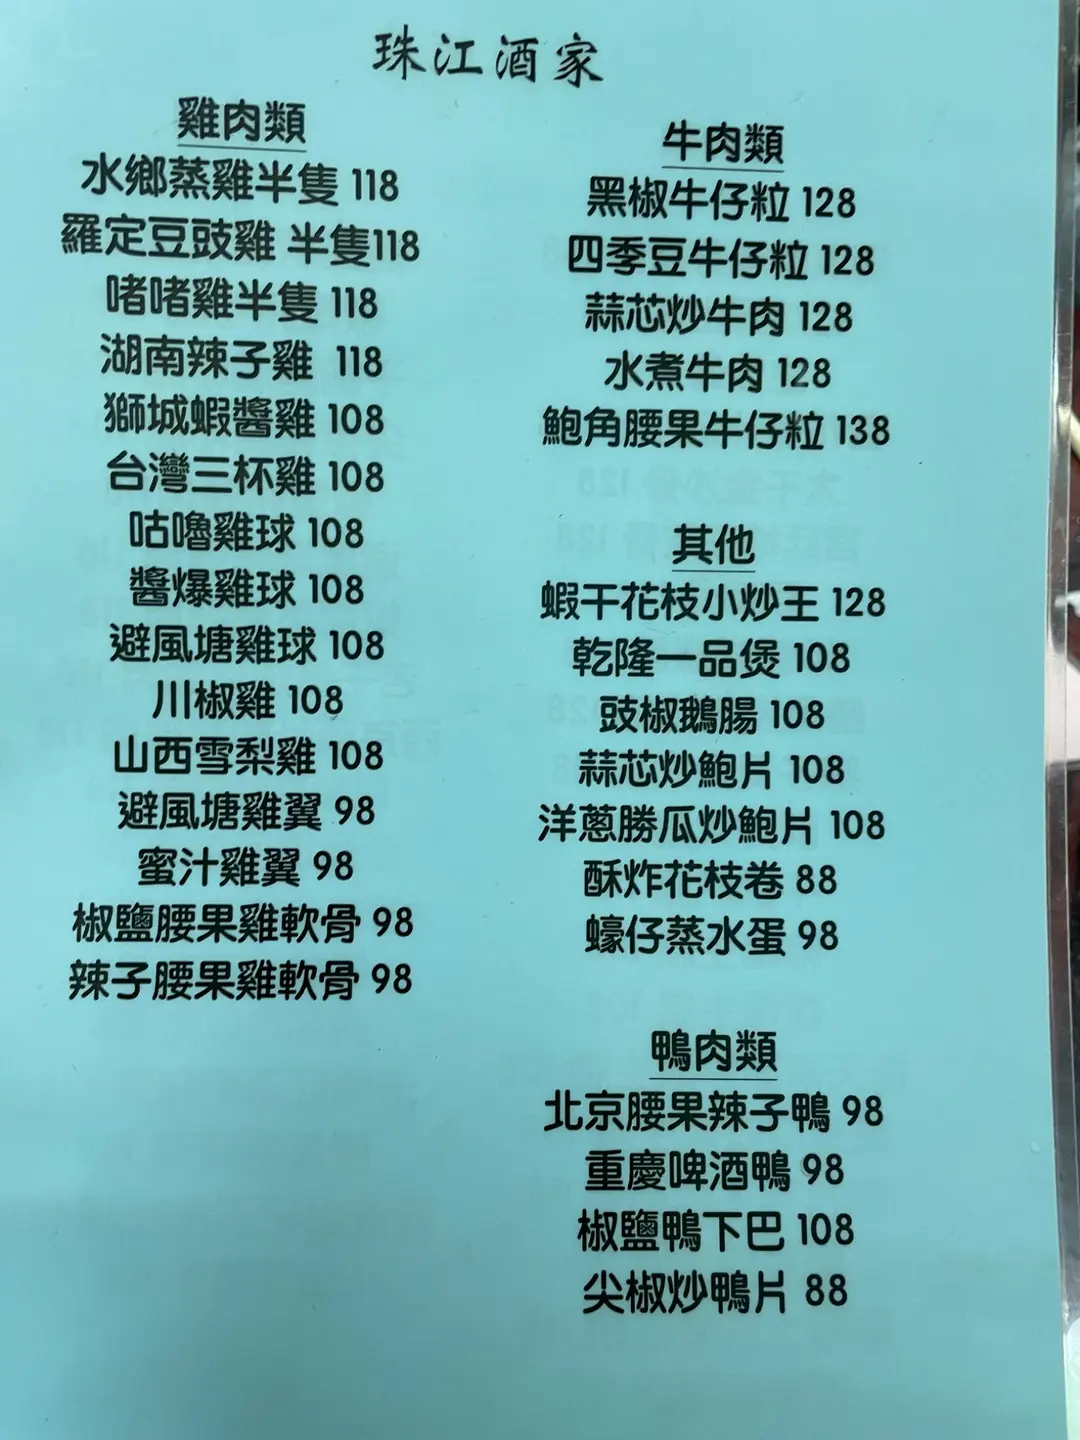 珠江酒家
雞肉類
水鄉蒸雞半隻 118
羅定豆豉雞 半隻118
啫啫雞半隻 118
湖南辣子雞 118
獅城蝦醬雞 108
台灣三杯雞 108
咕嚕雞球 108
醬爆雞球 108
避風塘雞球 108
川椒雞 108
山西雪梨雞 108
避風塘雞翼 98
蜜汁雞翼 98
椒鹽腰果雞軟骨 98
辣子腰果雞軟骨 98
牛肉類
黑椒牛仔粒 128
四季豆牛仔粒 128
蒜芯炒牛肉 128
水煮牛肉 128
鮑角腰果牛仔粒 138
其他
蝦干花枝小炒王 128
乾隆一品煲 108
豉椒鵝腸 108
蒜芯炒鮑片 108
洋蔥勝瓜炒鮑片 108
酥炸花枝卷 88
蠔仔蒸水蛋 98
鴨肉類
北京腰果辣子鴨 98
重慶啤酒鴨 98
椒鹽鴨下巴 108
尖椒炒鴨片 88